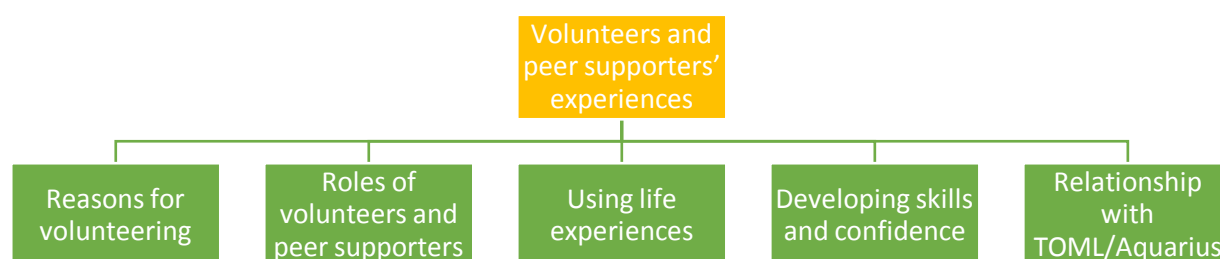 Volunteers and
peer supporters’
experiences
Reasons for
volunteering
Roles of
volunteers and
peer supporters
Using life
experiences
Developing skills
and confidence
Relationship
with
TOML/Aquarius